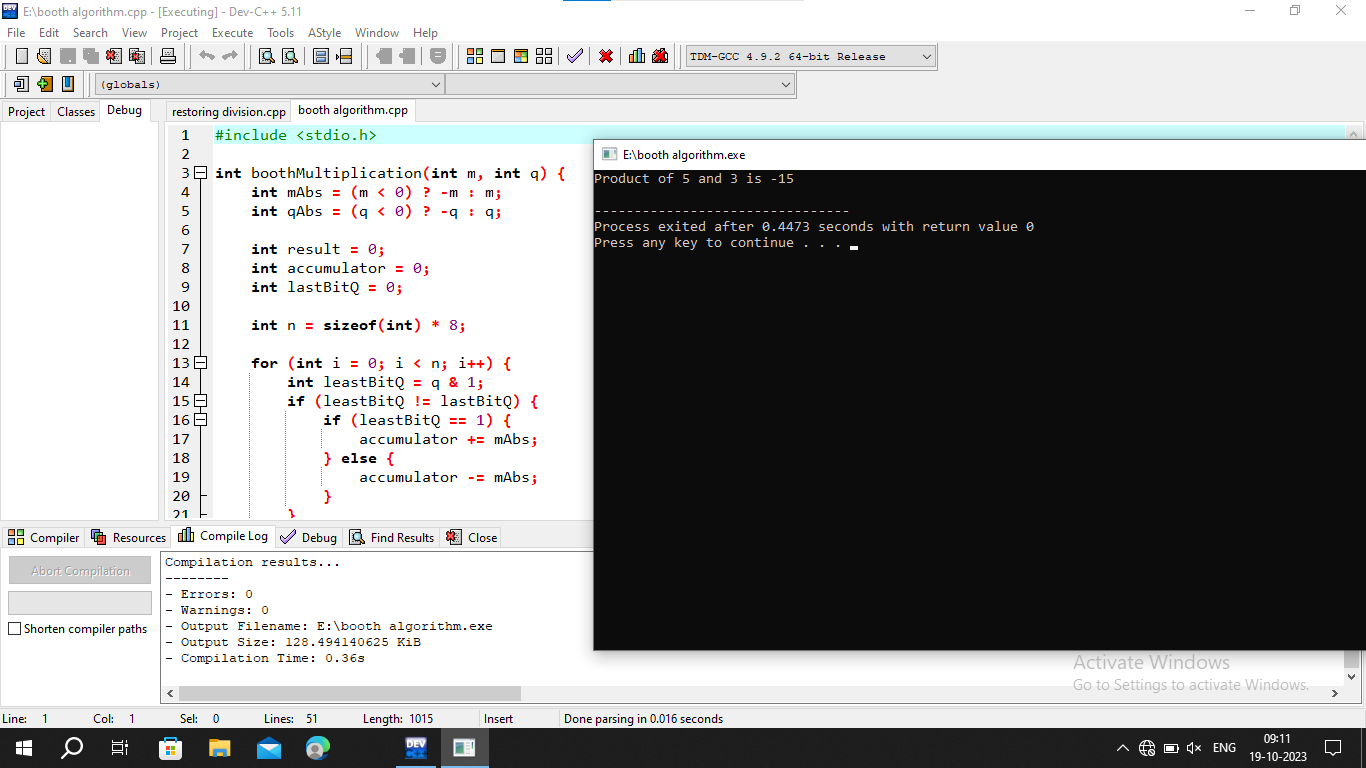 E:\booth algorithm.cpp - [Executing] - Dev-C++ 5.11
File Edit Search View Project Execute Tools AStyle Window Help
TDM-GCC 4.9.2 64-bit Release
(globals)
Project Classes Debug restoring division.cpp booth algorithm.cpp
1 #include <stdio.h>
2
3 int boothMultiplication(int m, int q) {
4 int mAbs = (m < 0) ? -m : m;
5 int qAbs = (q < 0) ? -q : q;
6
7 int result = 0;
8 int accumulator = 0;
9 int lastBitQ = 0;
10
11 int n = sizeof(int) * 8;
12
13 for (int i = 0; i < n; i++) {
14 int leastBitQ = q & 1;
15 if (leastBitQ != lastBitQ) {
16 if (leastBitQ == 1) {
17 accumulator += mAbs;
18 } else {
19 accumulator -= mAbs;
20 }
21 }
E:\booth algorithm.exe
Product of 5 and 3 is -15
--------------------------------
Process exited after 0.4473 seconds with return value 0
Press any key to continue . . .
Compiler Resources Compile Log Debug Find Results Close
Abort Compilation
Shorten compiler paths
Compilation results...
--------
- Errors: 0
- Warnings: 0
- Output Filename: E:\booth algorithm.exe
- Output Size: 128.494140625 KiB
- Compilation Time: 0.36s
Activate Windows
Go to Settings to activate Windows.
Line: 1 Col: 1 Sel: 0 Lines: 51 Length: 1015 Insert Done parsing in 0.016 seconds
DEV
ENG
09:11
19-10-2023